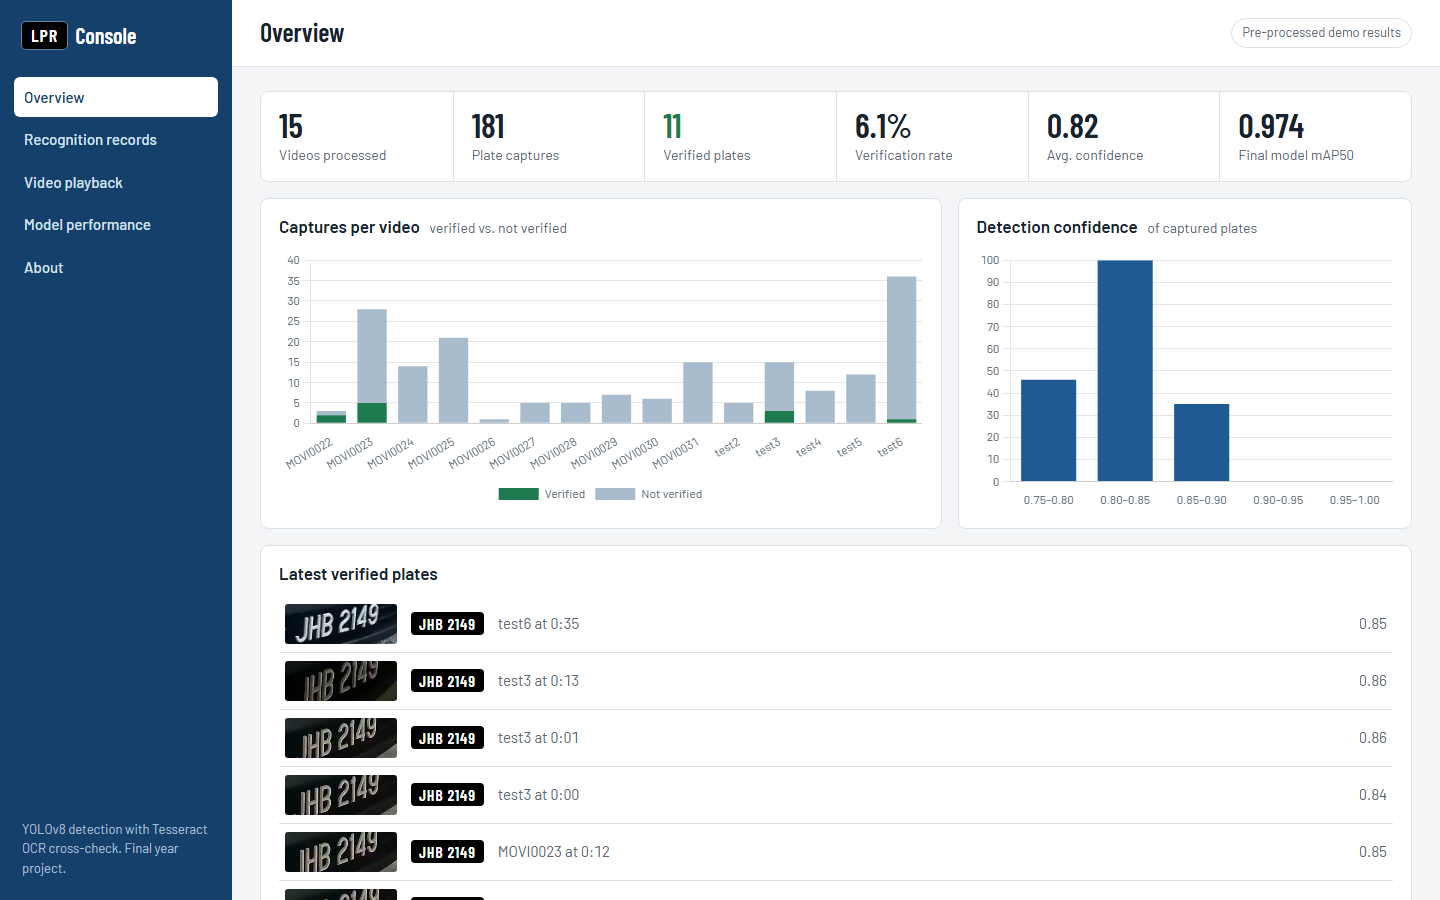 LPR Console
Overview
Recognition records
Video playback
Model performance
About
YOLOv8 detection with Tesseract
OCR cross-check. Final year
project.
Overview
Pre-processed demo results
15
Videos processed
181
Plate captures
11
Verified plates
6.1%
Verification rate
0.82
Avg. confidence
0.974
Final model mAP50
Captures per video verified vs. not verified
40
35
30
25
20
15
10
5
0
MOVI0022 MOVI0023 MOVI0024 MOVI0025 MOVI0026 MOVI0027 MOVI0028 MOVI0029 MOVI0030 MOVI0031 test2 test3 test4 test5 test6
Verified Not verified
Detection confidence of captured plates
100
90
80
70
60
50
40
30
20
10
0
0.75–0.80 0.80–0.85 0.85–0.90 0.90–0.95 0.95–1.00
Latest verified plates
JHB 2149 JHB 2149 test6 at 0:35 0.85
JHB 2149 JHB 2149 test3 at 0:13 0.86
JHB 2149 JHB 2149 test3 at 0:01 0.86
JHB 2149 JHB 2149 test3 at 0:00 0.84
JHB 2149 JHB 2149 MOVI0023 at 0:12 0.85